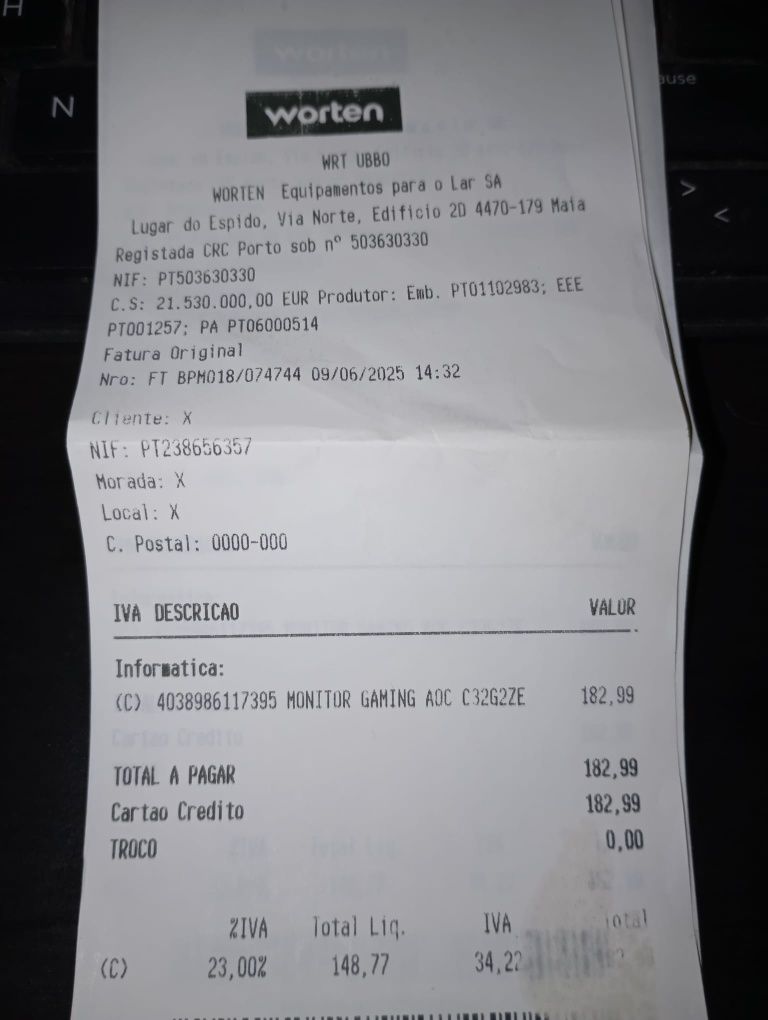 worten
WRT UBBO
WORTEN Equipamentos para o Lar SA
Lugar do Espido, Via Norte, Edificio 2D 4470-179 Maia
Registada CRC Porto sob nº 503630330
NIF: PT503630330
C.S: 21.530.000,00 EUR Produtor: Emb. PT01102983; EEE
PT001257; PA PT06000514
Fatura Original
Nro: FT BPM018/074744 09/06/2025 14:32
Cliente: X
NIF: PT238656357
Morada: X
Local: X
C. Postal: 0000-000
IVA DESCRICAO VALOR
Informatica:
(C) 4038986117395 MONITOR GAMING AOC C32G2ZE 182,99
TOTAL A PAGAR 182,99
Cartao Credito 182,99
TROCO 0,00
%IVA Total Liq. IVA Total
(C) 23,00% 148,77 34,22
H
N
ause
>
<